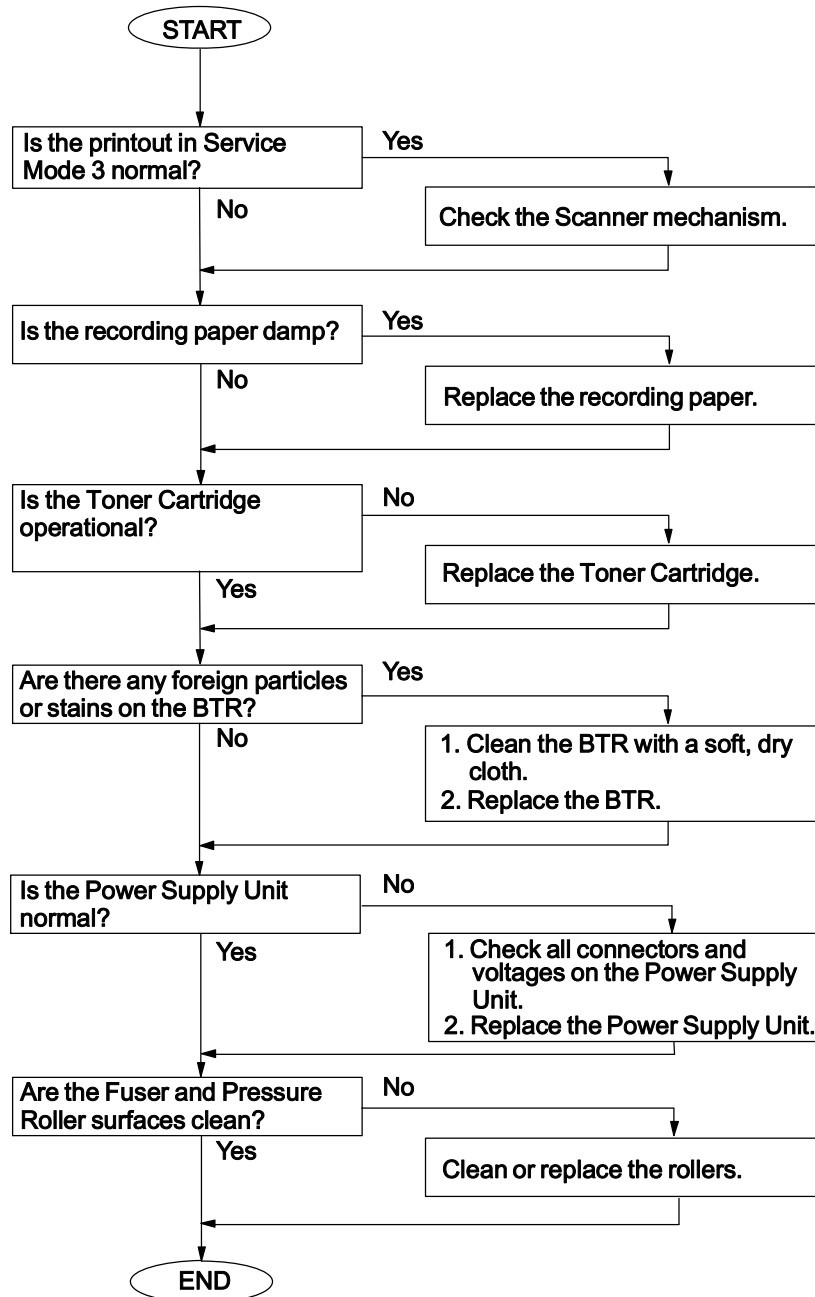 START
Is the printout in Service
Mode 3 normal?
Yes
No
Check the Scanner mechanism.
Is the recording paper damp?
Yes
No
Replace the recording paper.
Is the Toner Cartridge
operational?
No
Replace the Toner Cartridge.
Yes
Are there any foreign particles
or stains on the BTR?
Yes
No
1. Clean the BTR with a soft, dry
cloth.
2. Replace the BTR.
Is the Power Supply Unit
normal?
No
Yes
1. Check all connectors and
voltages on the Power Supply
Unit.
2. Replace the Power Supply Unit.
Are the Fuser and Pressure
Roller surfaces clean?
No
Yes
Clean or replace the rollers.
END